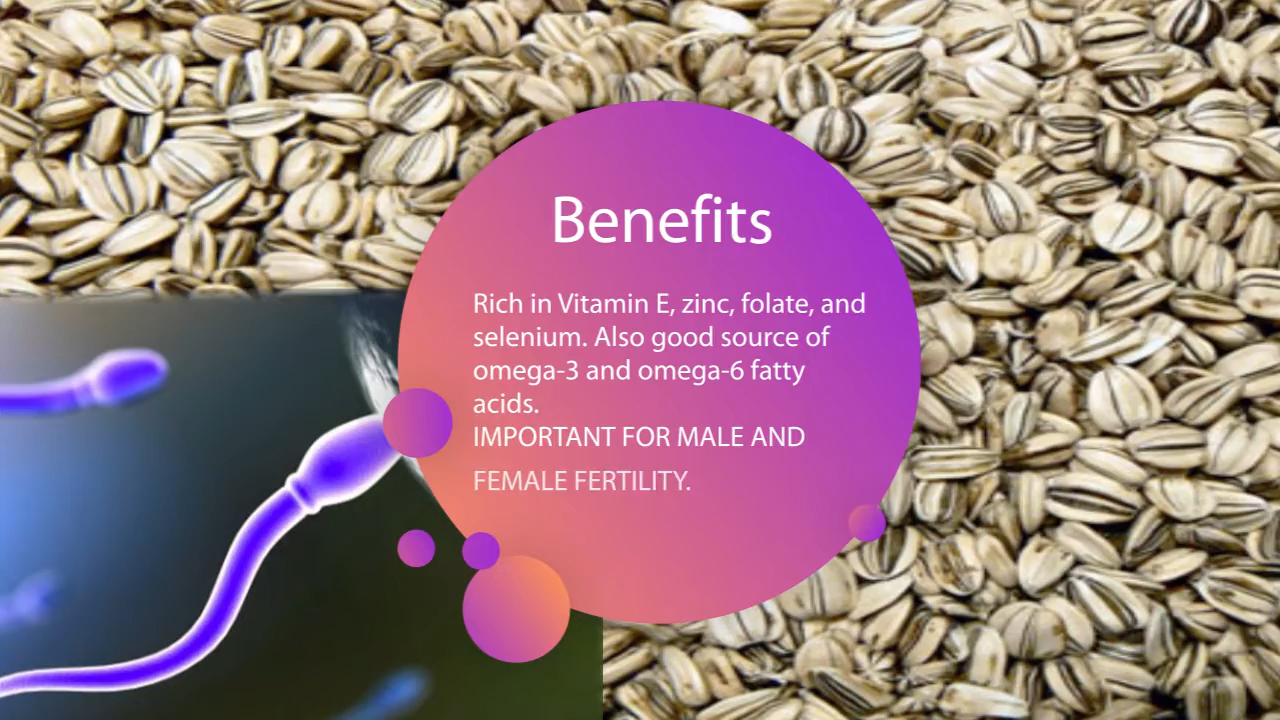 Benefits
Rich in Vitamin E, zinc, folate, and
selenium. Also good source of
omega-3 and omega-6 fatty
acids.
IMPORTANT FOR MALE AND
FEMALE FERTILITY.